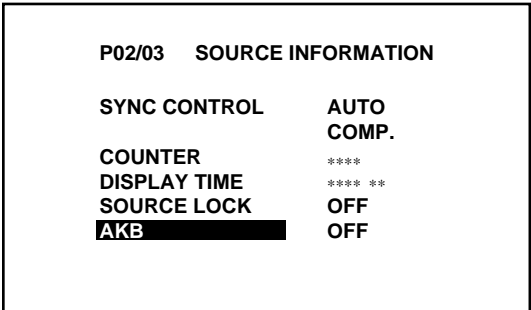 P02/03 SOURCE INFORMATION
SYNC CONTROL AUTO
COMP.
COUNTER ****
DISPLAY TIME **** **
SOURCE LOCK OFF
AKB OFF